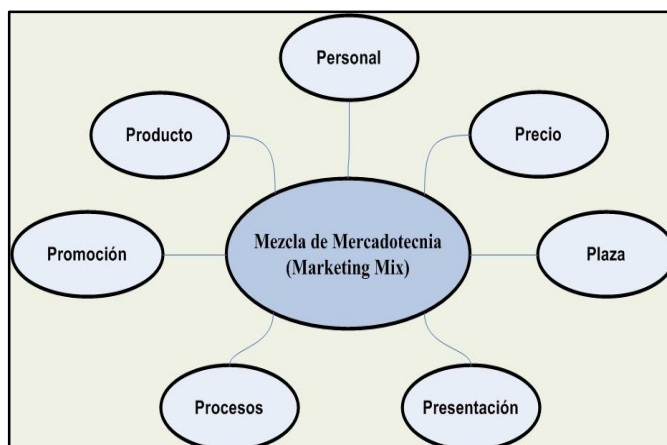 Personal
Producto
Precio
Mezcla de Mercadotecnia
(Marketing Mix)
Promoción
Plaza
Procesos
Presentación